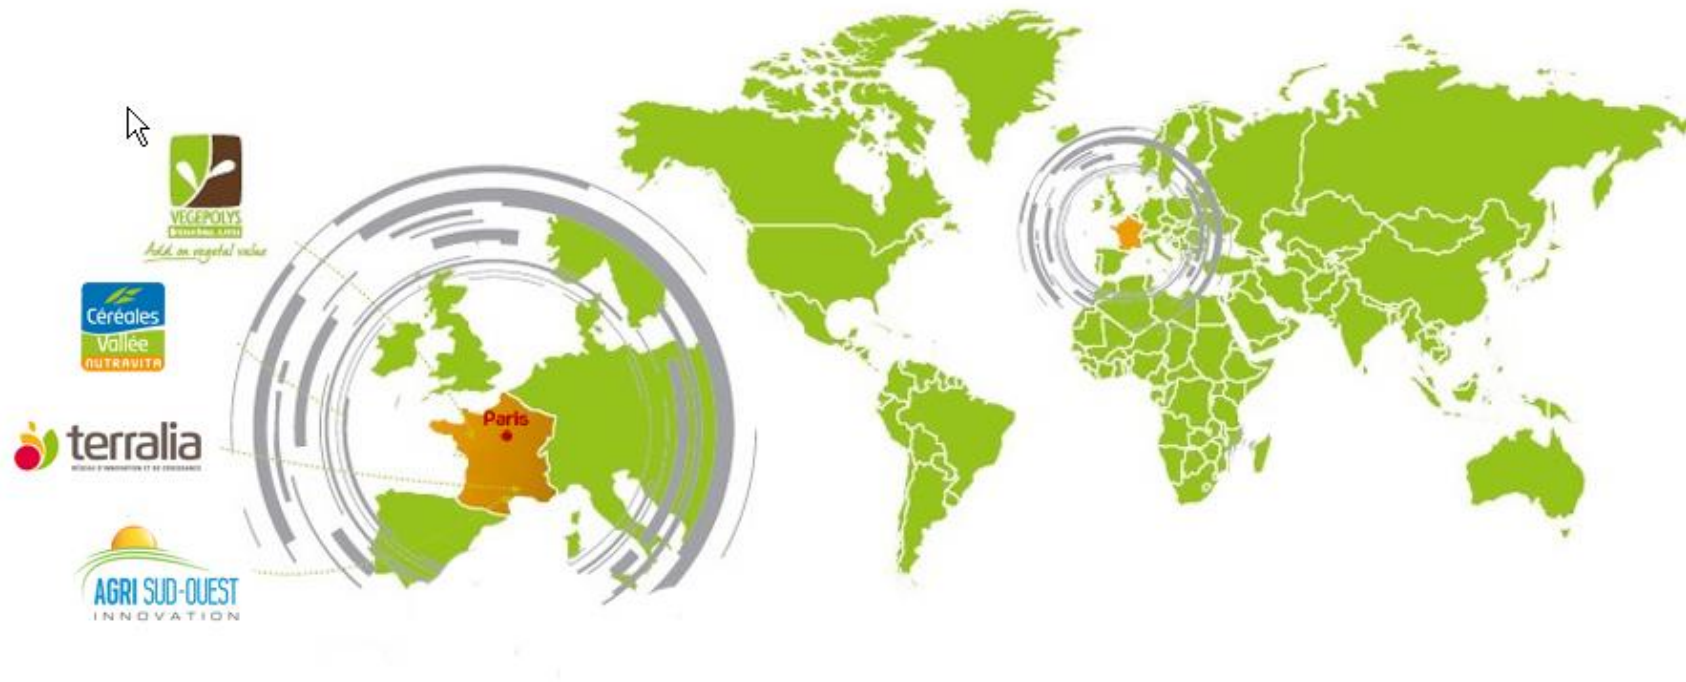 VEGEPOLYS
Add on vegetal value
Céréales
Vallée
NUTRAVITA
terralia
Paris
AGRI SUD-OUEST
INNOVATION